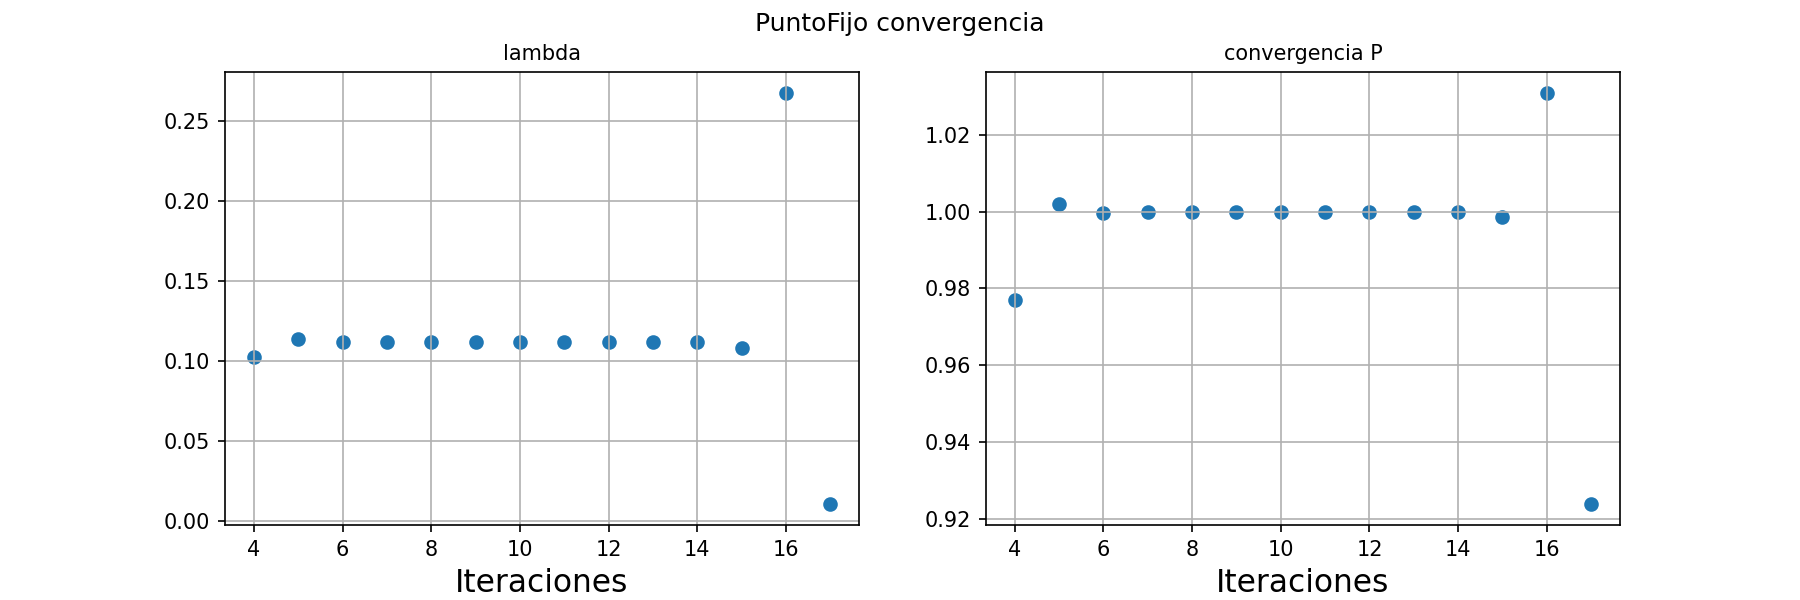 PuntoFijo convergencia
lambda
0.25
0.20
0.15
0.10
0.05
0.00
4 6 8 10 12 14 16
Iteraciones
convergencia P
1.02
1.00
0.98
0.96
0.94
0.92
4 6 8 10 12 14 16
Iteraciones